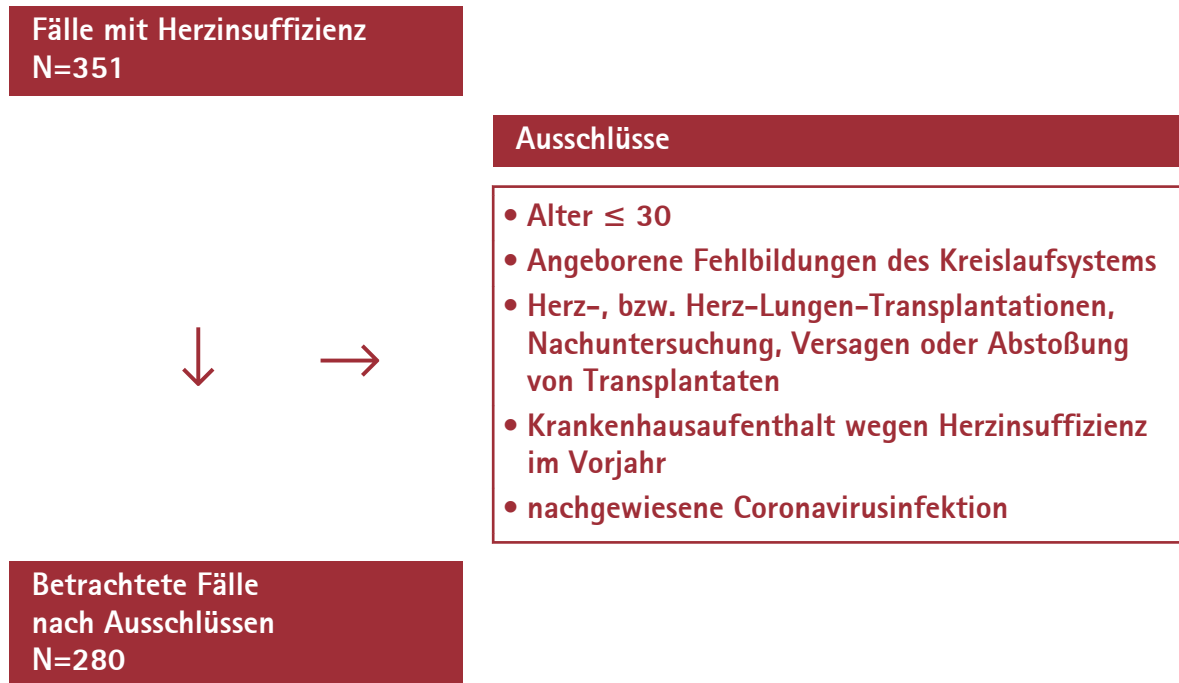 Fälle mit Herzinsuffizienz
N=351
Ausschlüsse
• Alter ≤ 30
• Angeborene Fehlbildungen des Kreislaufsystems
• Herz-, bzw. Herz-Lungen-Transplantationen,
Nachuntersuchung, Versagen oder Abstoßung
von Transplantaten
• Krankenhausaufenthalt wegen Herzinsuffizienz
im Vorjahr
• nachgewiesene Coronavirusinfektion
Betrachtete Fälle
nach Ausschlüssen
N=280